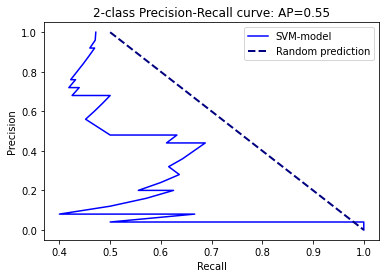 2-class Precision-Recall curve: AP=0.55
SVM-model
Random prediction
Precision
1.0
0.8
0.6
0.4
0.2
0.0
0.4 0.5 0.6 0.7 0.8 0.9 1.0
Recall